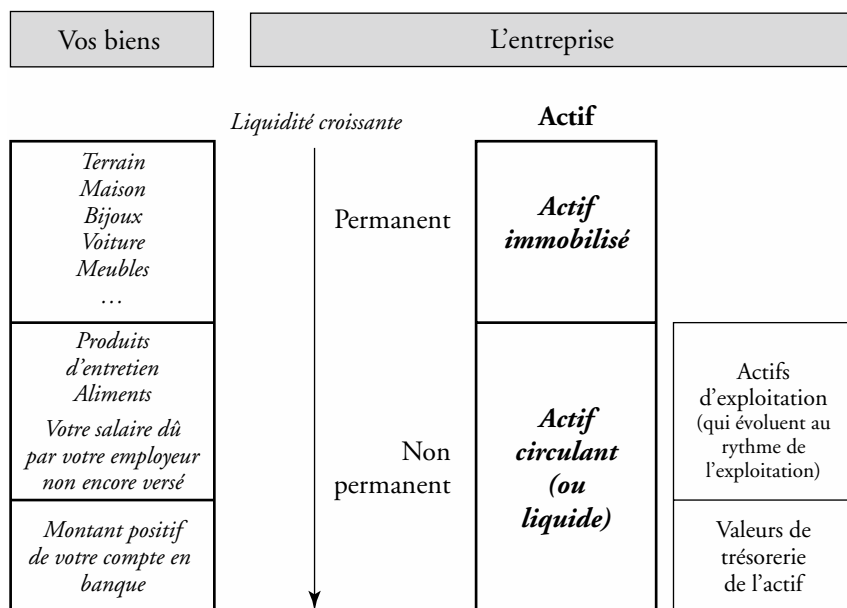 Vos biens
L'entreprise
Liquidité croissante
Actif
Terrain
Maison
Bijoux
Voiture
Meubles
…
Permanent
Actif
immobilisé
Produits
d'entretien
Aliments
Votre salaire dû
par votre employeur
non encore versé
Non
permanent
Actif
circulant
(ou
liquide)
Actifs
d'exploitation
(qui évoluent au
rythme de
l'exploitation)
Montant positif
de votre compte en
banque
Valeurs de
trésorerie
de l'actif